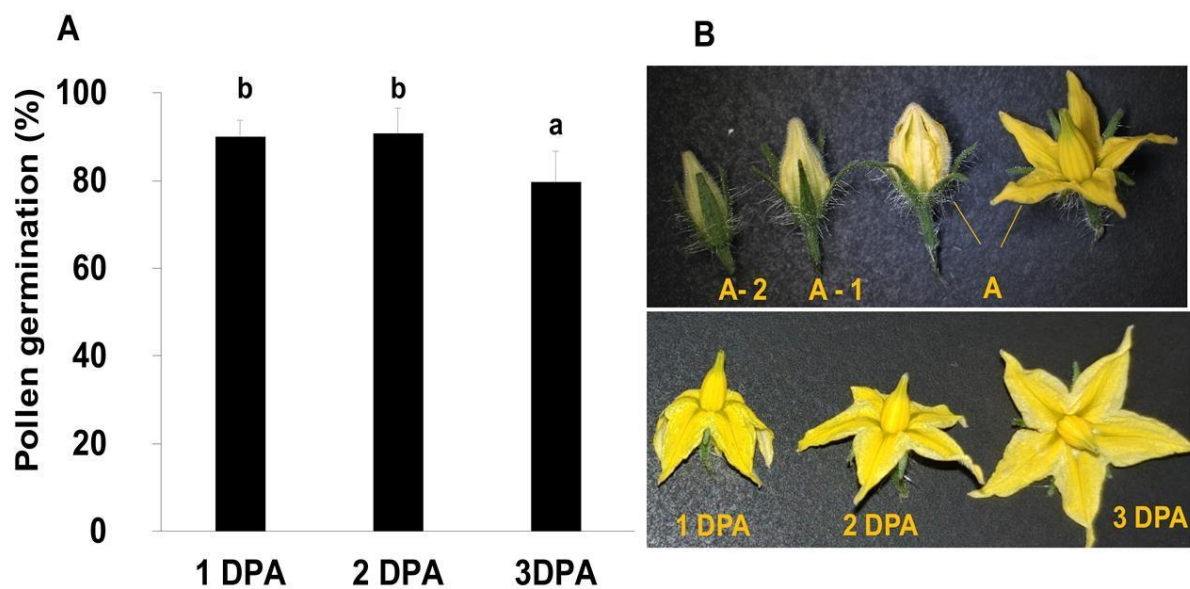 A
B
Pollen germination (%)
100
80
60
40
20
0
b
b
a
1 DPA
2 DPA
3DPA
A- 2
A - 1
A
1 DPA
2 DPA
3 DPA